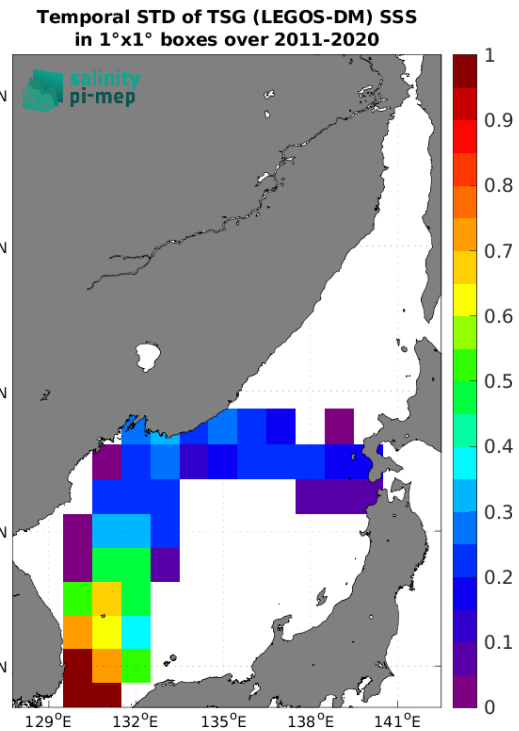 Temporal STD of TSG (LEGOS-DM) SSS
in 1°x1° boxes over 2011-2020
salinity
pi-mep
N
N
N
N
N
1
0.9
0.8
0.7
0.6
0.5
0.4
0.3
0.2
0.1
0
129°E 132°E 135°E 138°E 141°E